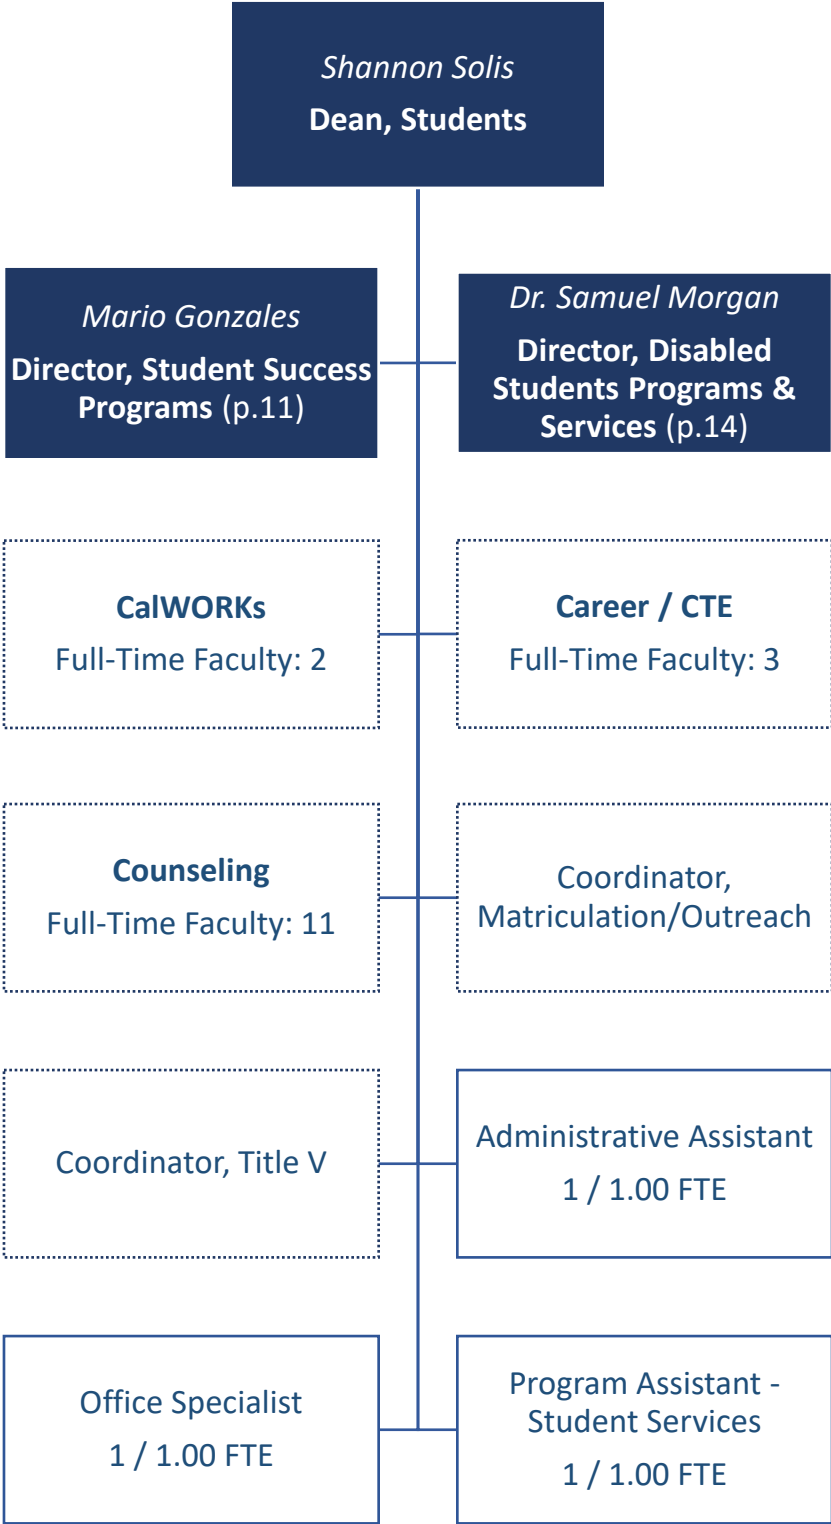 Shannon Solis
Dean, Students
Mario Gonzales
Director, Student Success
Programs (p.11)
Dr. Samuel Morgan
Director, Disabled
Students Programs &
Services (p.14)
CalWORKs
Full-Time Faculty: 2
Career / CTE
Full-Time Faculty: 3
Counseling
Full-Time Faculty: 11
Coordinator,
Matriculation/Outreach
Coordinator, Title V
Administrative Assistant
1 / 1.00 FTE
Office Specialist
1 / 1.00 FTE
Program Assistant -
Student Services
1 / 1.00 FTE